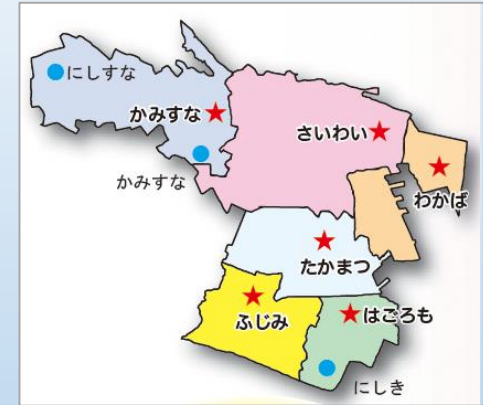 にしすな
かみすな
さいわい
かみすな
わかば
たかまつ
ふじみ
はごろも
にしき